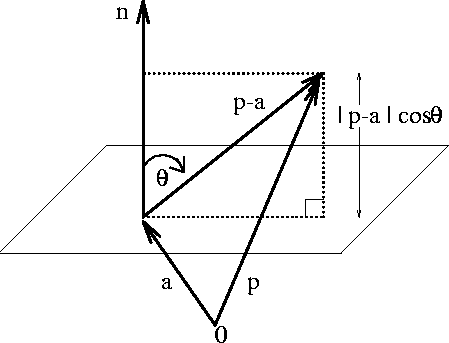 n
p-a
| p-a | cosθ
θ
a
p
0